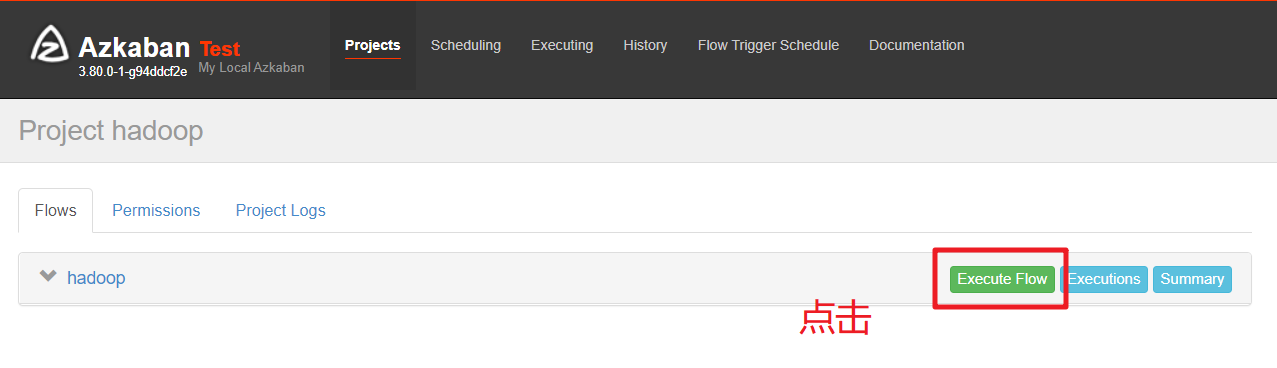 Azkaban Test Projects Scheduling Executing History Flow Trigger Schedule Documentation
3.80.0-1-g94ddcf2e My Local Azkaban
Project hadoop
Flows Permissions Project Logs
hadoop Execute Flow Executions Summary
点击